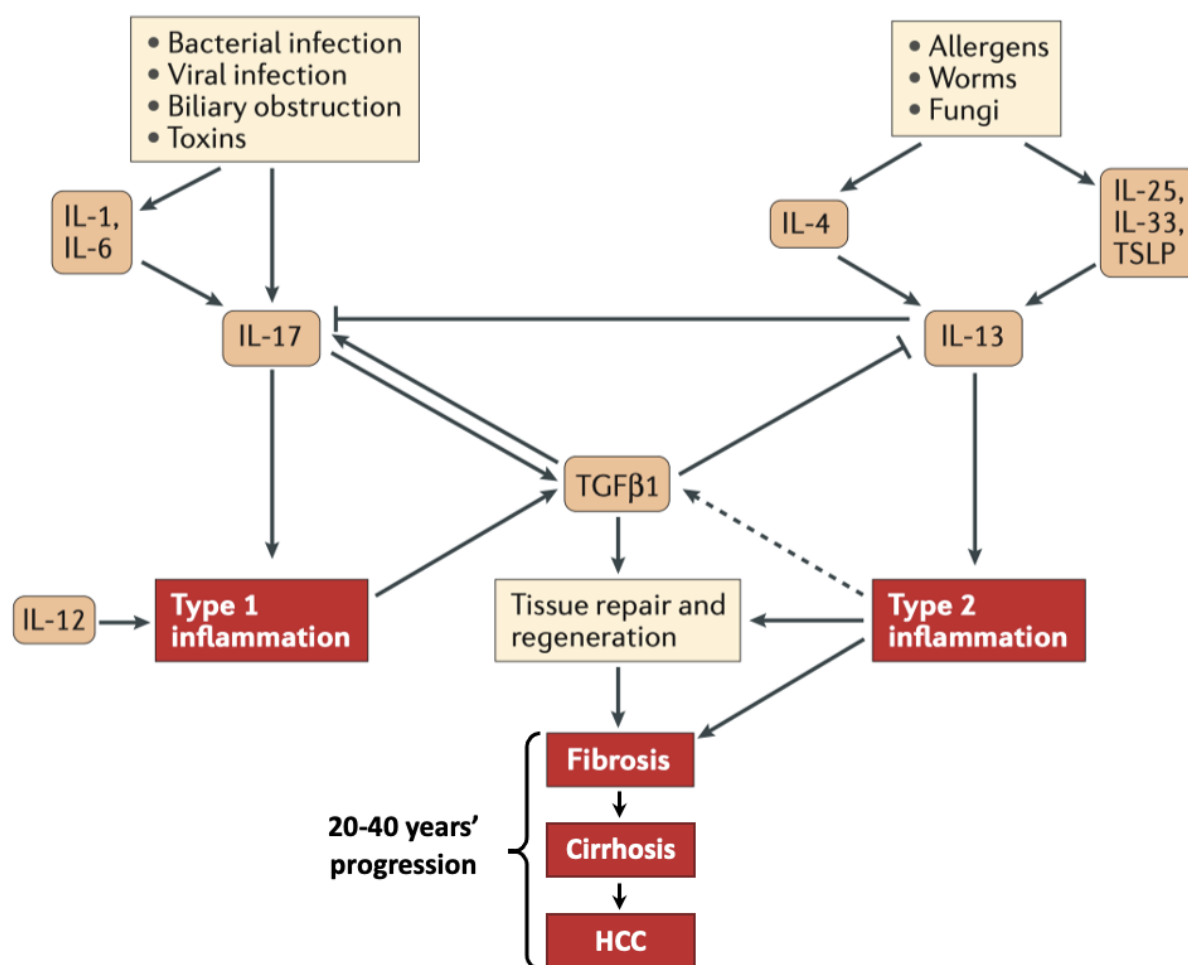 • Bacterial infection
• Viral infection
• Biliary obstruction
• Toxins
• Allergens
• Worms
• Fungi
IL-1,
IL-6
IL-4
IL-25,
IL-33,
TSLP
IL-17
IL-13
TGFβ1
IL-12
Type 1
inflammation
Tissue repair and
regeneration
Type 2
inflammation
Fibrosis
20-40 years’
progression
Cirrhosis
HCC